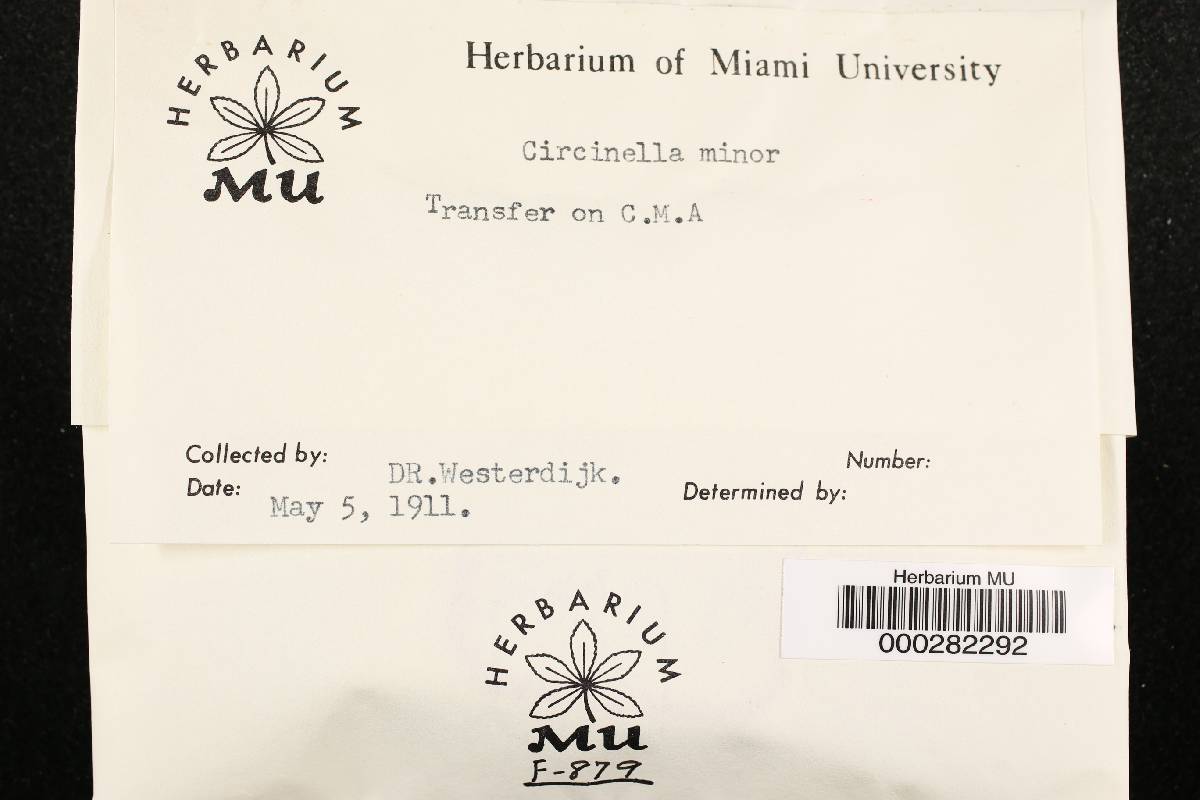 HERBARIUM
MU
Herbarium of Miami University
Circinella minor
Transfer on C.M.A
Collected by: DR.Westerdijk.
Number:
Date: May 5, 1911.
Determined by:
Herbarium MU
000282292
HERBARIUM
MU
F-879